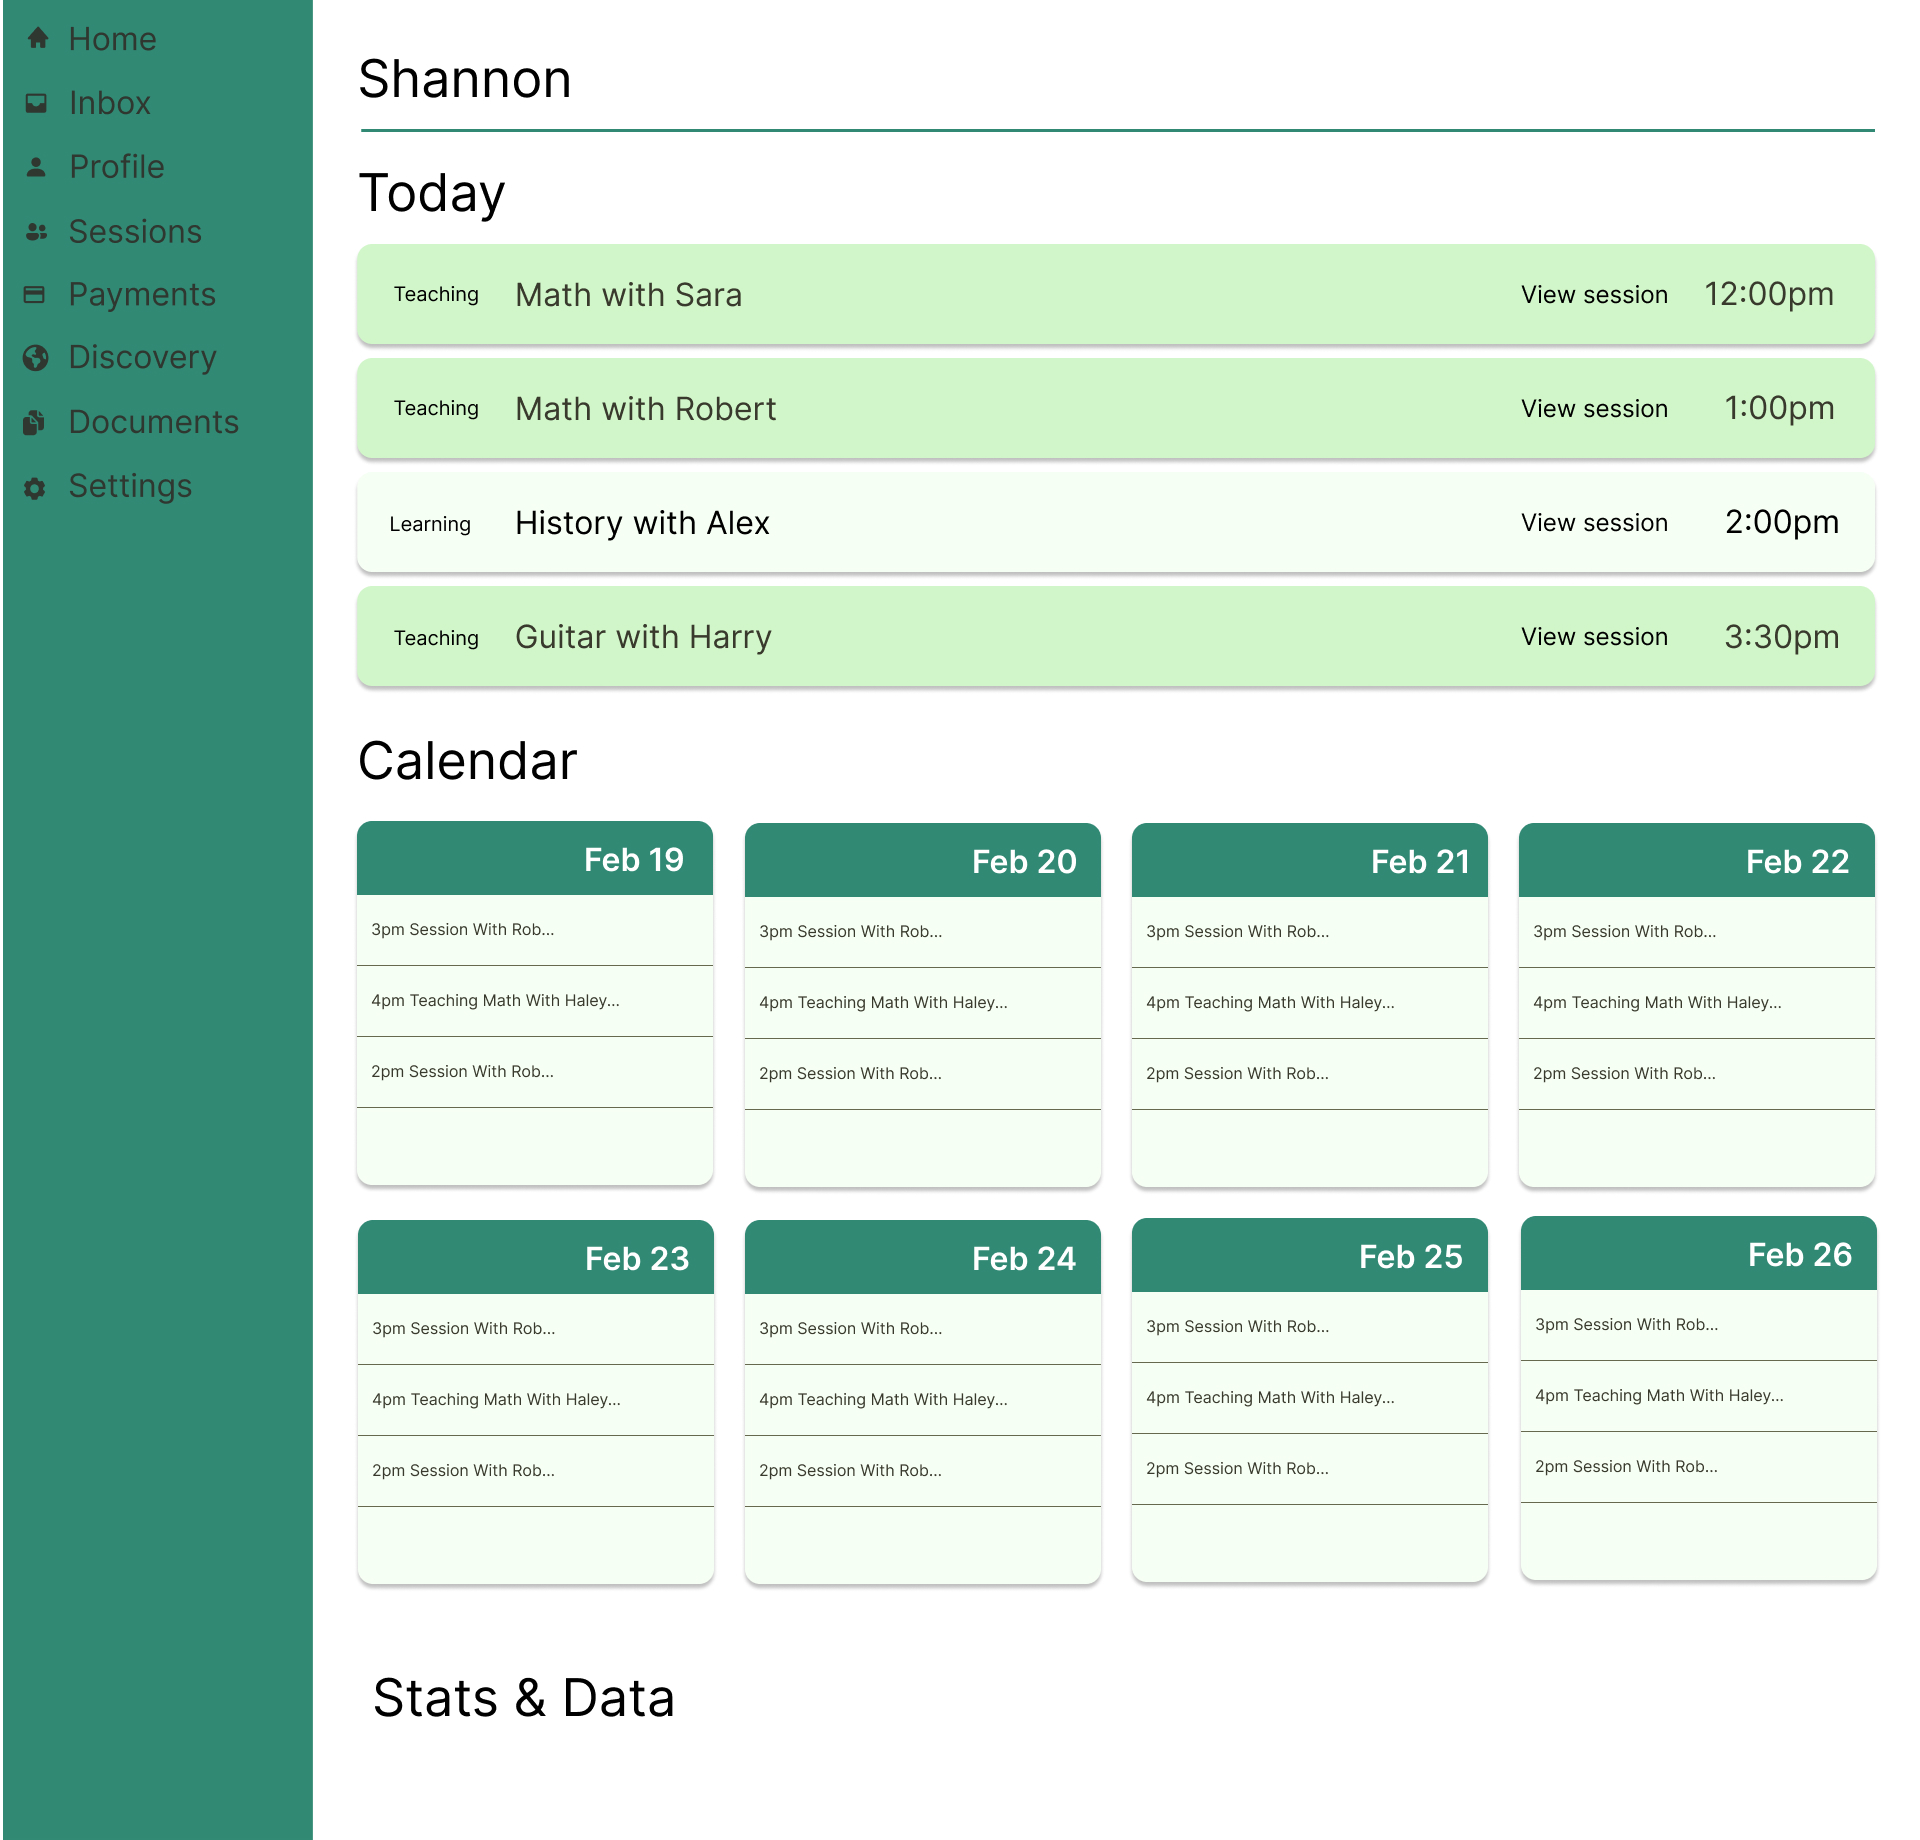 Home
Inbox
Profile
Sessions
Payments
Discovery
Documents
Settings
Shannon
Today
Teaching Math with Sara View session 12:00pm
Teaching Math with Robert View session 1:00pm
Learning History with Alex View session 2:00pm
Teaching Guitar with Harry View session 3:30pm
Calendar
Feb 19
3pm Session With Rob...
4pm Teaching Math With Haley...
2pm Session With Rob...
Feb 20
3pm Session With Rob...
4pm Teaching Math With Haley...
2pm Session With Rob...
Feb 21
3pm Session With Rob...
4pm Teaching Math With Haley...
2pm Session With Rob...
Feb 22
3pm Session With Rob...
4pm Teaching Math With Haley...
2pm Session With Rob...
Feb 23
3pm Session With Rob...
4pm Teaching Math With Haley...
2pm Session With Rob...
Feb 24
3pm Session With Rob...
4pm Teaching Math With Haley...
2pm Session With Rob...
Feb 25
3pm Session With Rob...
4pm Teaching Math With Haley...
2pm Session With Rob...
Feb 26
3pm Session With Rob...
4pm Teaching Math With Haley...
2pm Session With Rob...
Stats & Data